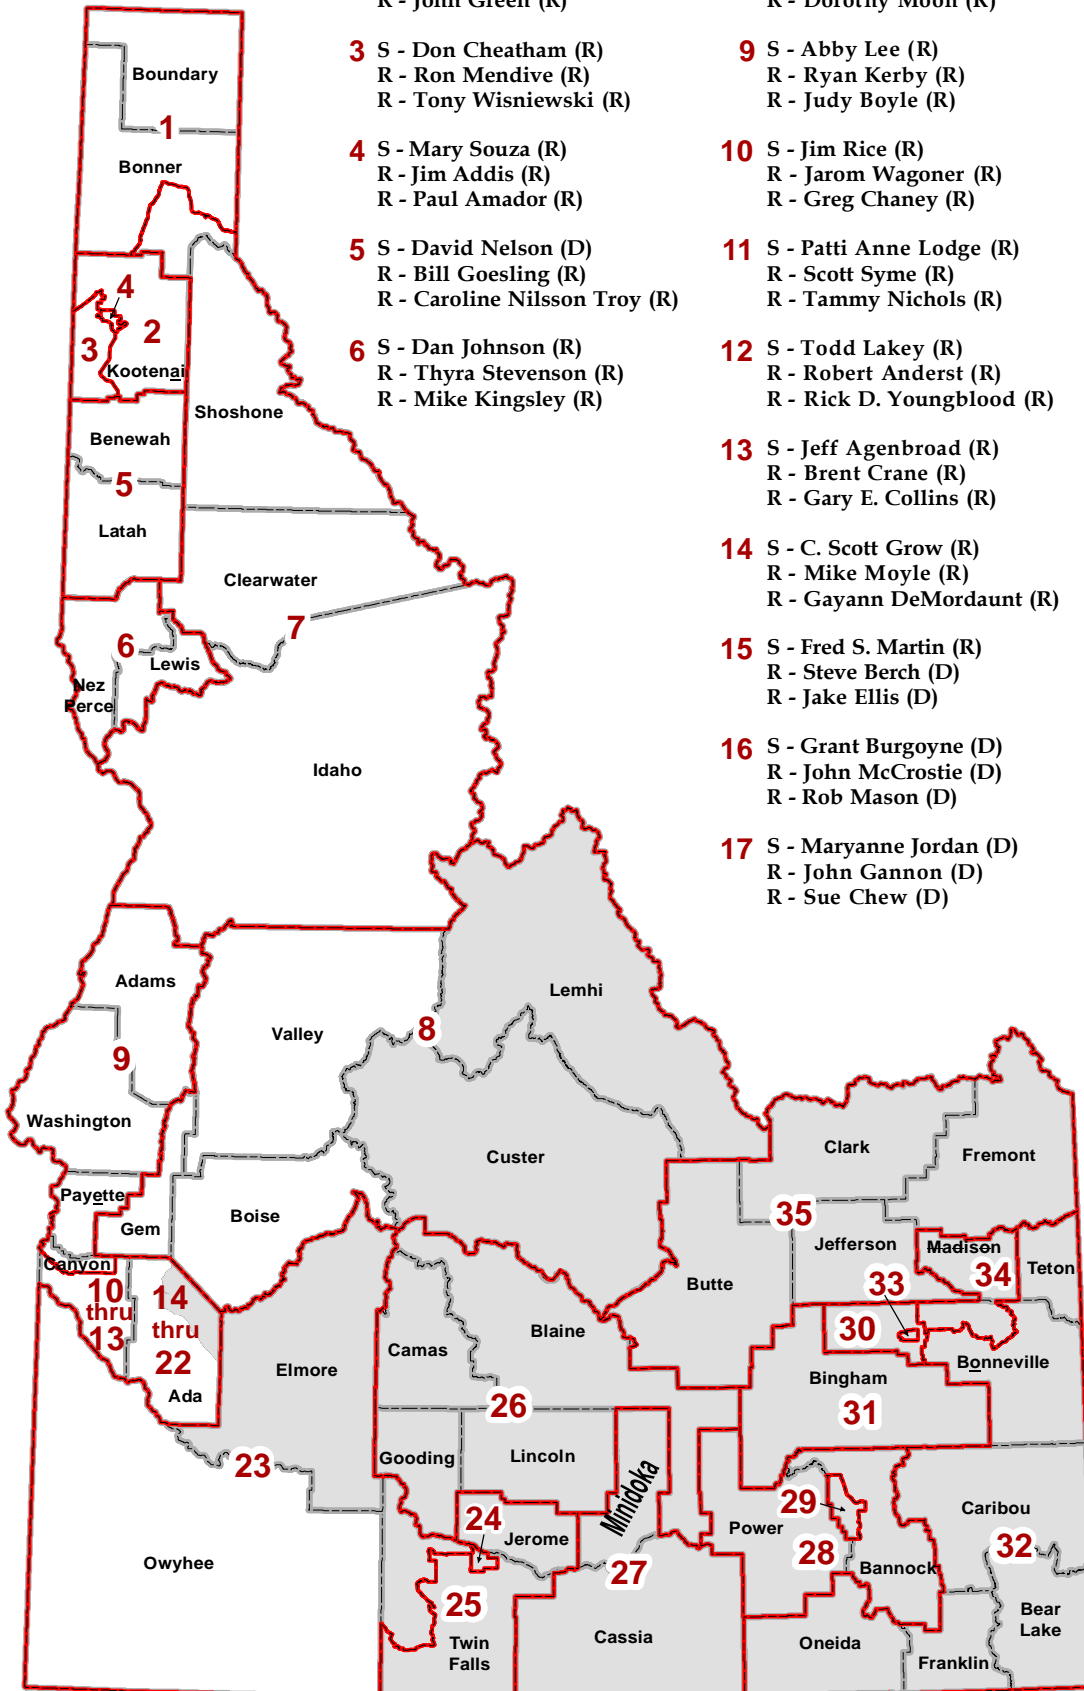 R - John Green (R)
3 S - Don Cheatham (R)
R - Ron Mendive (R)
R - Tony Wisniewski (R)
4 S - Mary Souza (R)
R - Jim Addis (R)
R - Paul Amador (R)
5 S - David Nelson (D)
R - Bill Goesling (R)
R - Caroline Nilsson Troy (R)
6 S - Dan Johnson (R)
R - Thyra Stevenson (R)
R - Mike Kingsley (R)
R - Dorothy Moon (R)
9 S - Abby Lee (R)
R - Ryan Kerby (R)
R - Judy Boyle (R)
10 S - Jim Rice (R)
R - Jarom Wagoner (R)
R - Greg Chaney (R)
11 S - Patti Anne Lodge (R)
R - Scott Syme (R)
R - Tammy Nichols (R)
12 S - Todd Lakey (R)
R - Robert Anderst (R)
R - Rick D. Youngblood (R)
13 S - Jeff Agenbroad (R)
R - Brent Crane (R)
R - Gary E. Collins (R)
14 S - C. Scott Grow (R)
R - Mike Moyle (R)
R - Gayann DeMordaunt (R)
15 S - Fred S. Martin (R)
R - Steve Berch (D)
R - Jake Ellis (D)
16 S - Grant Burgoyne (D)
R - John McCrostie (D)
R - Rob Mason (D)
17 S - Maryanne Jordan (D)
R - John Gannon (D)
R - Sue Chew (D)
Boundary
1
Bonner
4
2
3
Kootenai
Shoshone
Benewah
5
Latah
Clearwater
7
6
Lewis
Nez
Perce
Idaho
Adams
Lemhi
Valley
8
9
Washington
Clark
Custer
Fremont
Payette
Boise
Gem
35
Jefferson
Madison
Canyon
Teton
34
33
Butte
10
thru
13
14
thru
22
Ada
30
Blaine
Camas
Elmore
Bonneville
Bingham
31
26
Gooding
Lincoln
23
Minidoka
29
Caribou
24
Power
Jerome
32
Owyhee
28
Bannock
27
25
Bear
Lake
Cassia
Twin
Falls
Oneida
Franklin